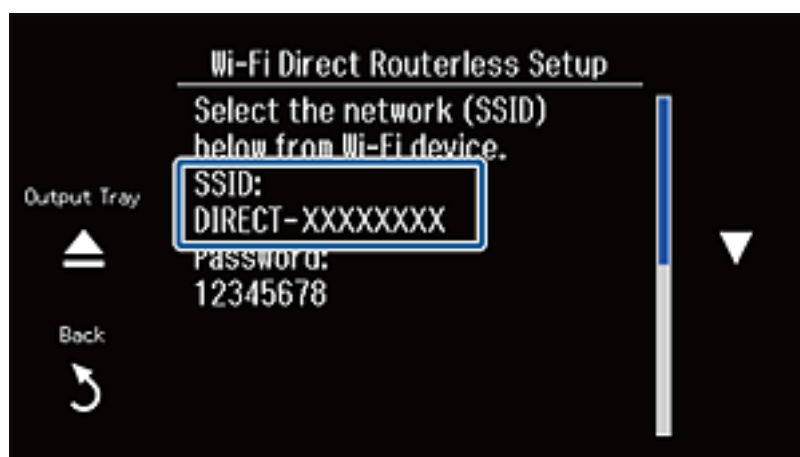 Wi-Fi Direct Routerless Setup
Select the network (SSID)
below from Wi-Fi device.
SSID:
DIRECT-XXXXXXXX
Password:
12345678
Output Tray
Back